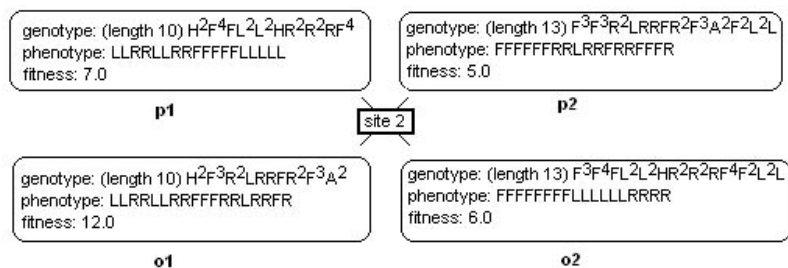 genotype: (length 10) H²F⁴FL²L²HR²R²RF⁴
phenotype: LLRRLLRRFFFFFLLLLL
fitness: 7.0
p1
genotype: (length 13) F³F³R²LRRFR²F³A²F²L²L
phenotype: FFFFFFRRLRRFRRFFFR
fitness: 5.0
p2
site 2
genotype: (length 10) H²F³R²LRRFR²F³A²
phenotype: LLRRLLRRFFFRRLRRFR
fitness: 12.0
o1
genotype: (length 13) F³F⁴FL²L²HR²R²RF⁴F²L²L
phenotype: FFFFFFFFLLLLLLRRRR
fitness: 6.0
o2